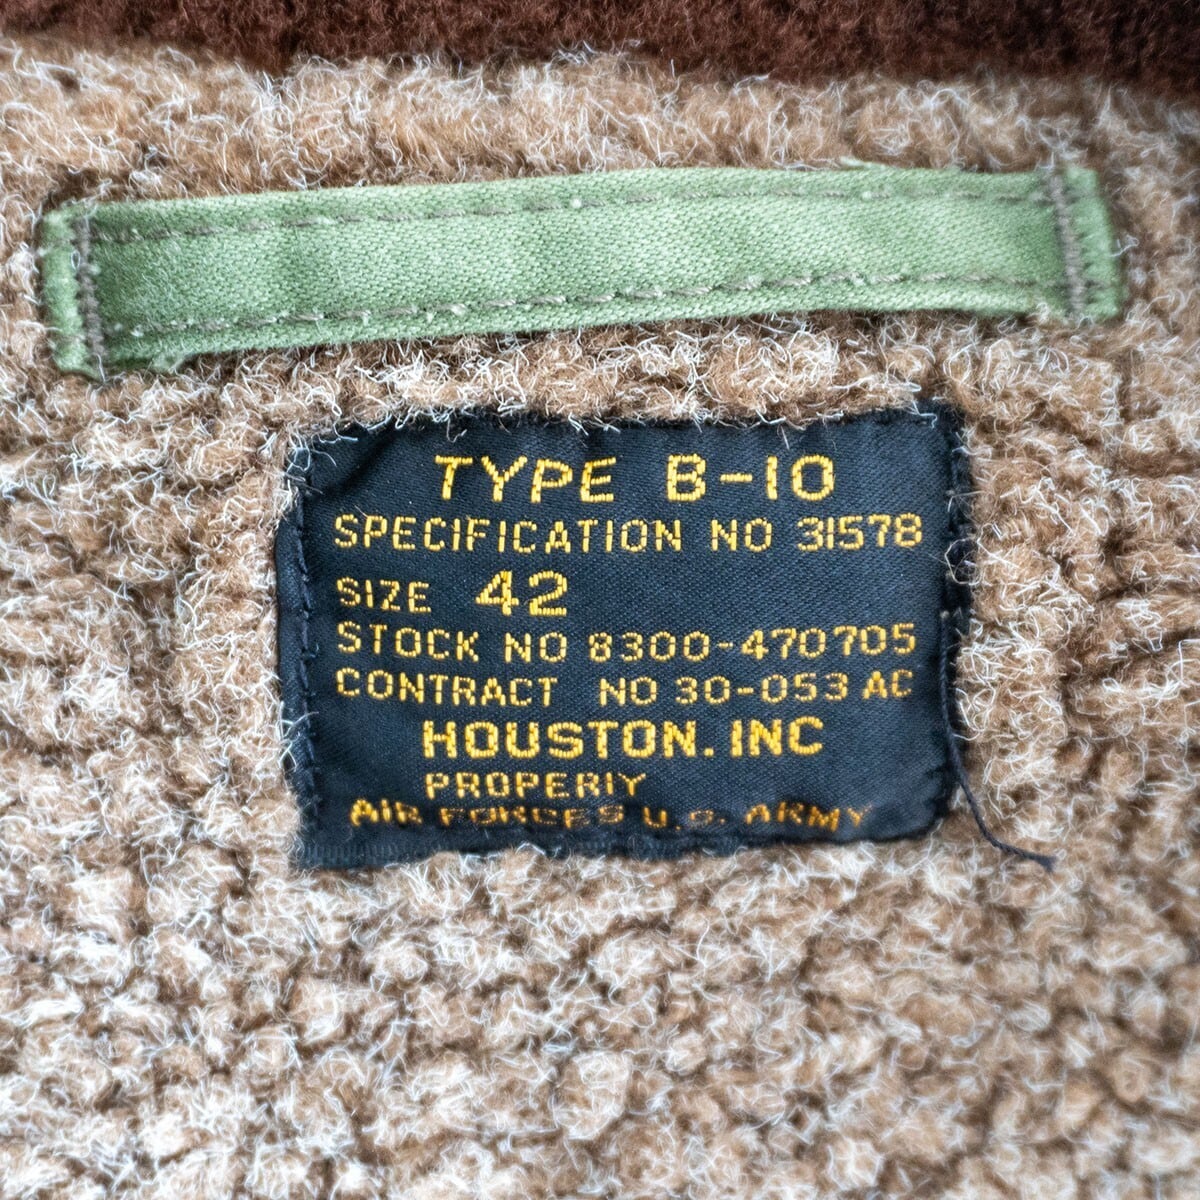 TYPE B-10
SPECIFICATION NO 31578
SIZE 42
STOCK NO 8300-470705
CONTRACT NO 30-053 AC
HOUSTON. INC
PROPERIY
AIR FORCES U.S. ARMY